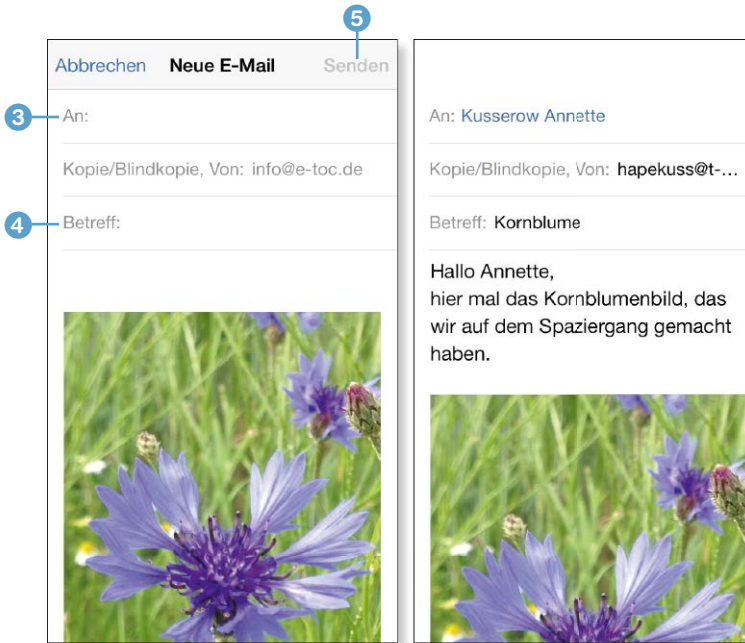 5
Abbrechen Neue E-Mail Senden
3 An:
Kopie/Blindkopie, Von: info@e-toc.de
4 Betreff:
An: Kusserow Annette
Kopie/Blindkopie, Von: hapekuss@t-...
Betreff: Kornblume
Hallo Annette,
hier mal das Kornblumenbild, das
wir auf dem Spaziergang gemacht
haben.